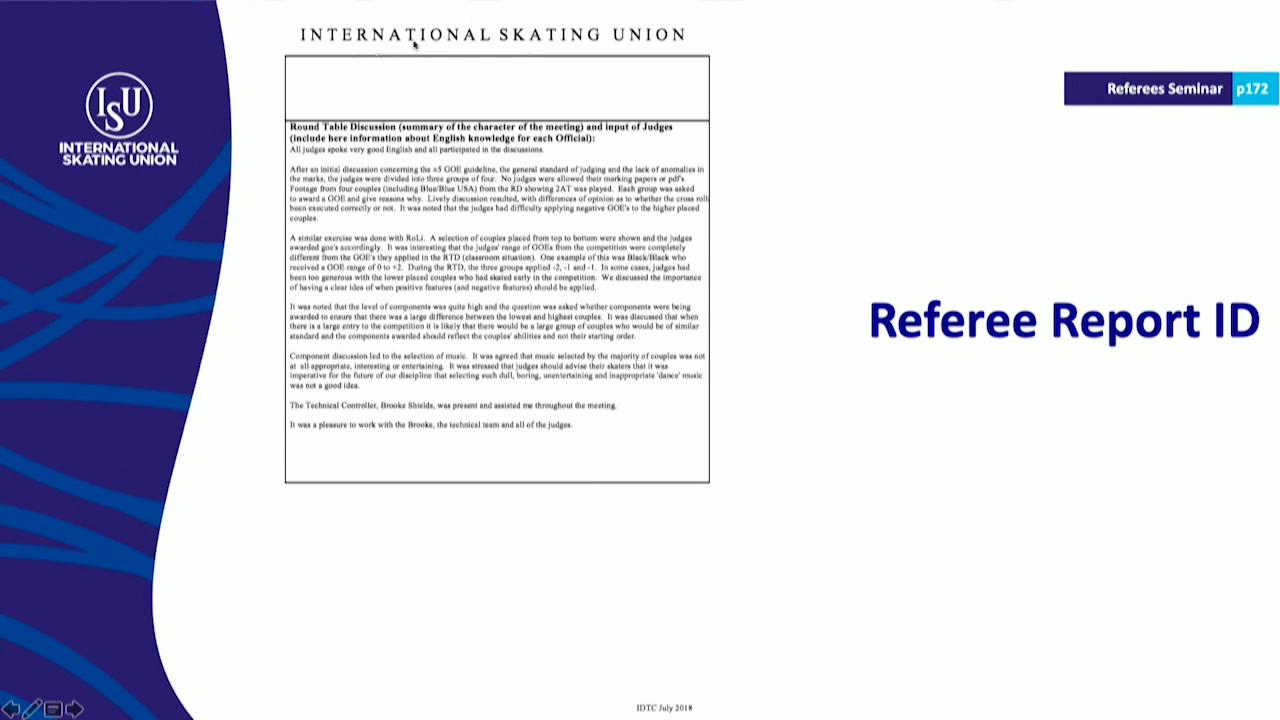 INTERNATIONAL SKATING UNION
Referees Seminar p172
ISU
INTERNATIONAL
SKATING UNION
Round Table Discussion (summary of the character of the meeting) and input of Judges
(include here information about English knowledge for each Official):
All judges spoke very good English and all participated in the discussions.
After an initial discussion concerning the ±5 GOE guideline, the general standard of judging and the lack of anomalies in
the marks, the judges were divided into three groups of four. No judges were allowed their marking papers or pdf's.
Footage from four couples (including Blue/Blue USA) from the RD showing 2AT was played. Each group was asked
to award a GOE and give reasons why. Lively discussion resulted, with differences of opinion as to whether the cross roll
been executed correctly or not. It was noted that the judges had difficulty applying negative GOE's to the higher placed
couples.
A similar exercise was done with RoLi. A selection of couples placed from top to bottom were shown and the judges
awarded goe's accordingly. It was interesting that the judges' range of GOEs from the competition were completely
different from the GOE's they applied in the RTD (classroom situation). One example of this was Black/Black who
received a GOE range of 0 to +2. During the RTD, the three groups applied -2, -1 and -1. In some cases, judges had
been too generous with the lower placed couples who had skated early in the competition. We discussed the importance
of having a clear idea of when positive features (and negative features) should be applied.
It was noted that the level of components was quite high and the question was asked whether components were being
awarded to ensure that there was a large difference between the lowest and highest couples. It was discussed that when
there is a large entry to the competition it is likely that there would be a large group of couples who would be of similar
standard and the components awarded should reflect the couples' abilities and not their starting order.
Component discussion led to the selection of music. It was agreed that music selected by the majority of couples was not
at all appropriate, interesting or entertaining. It was stressed that judges should advise their skaters that it was
imperative for the future of our discipline that selecting such dull, boring, unentertaining and inappropriate 'dance' music
was not a good idea.
The Technical Controller, Brooke Shields, was present and assisted me throughout the meeting.
It was a pleasure to work with the Brooke, the technical team and all of the judges.
Referee Report ID
IDTC July 2018